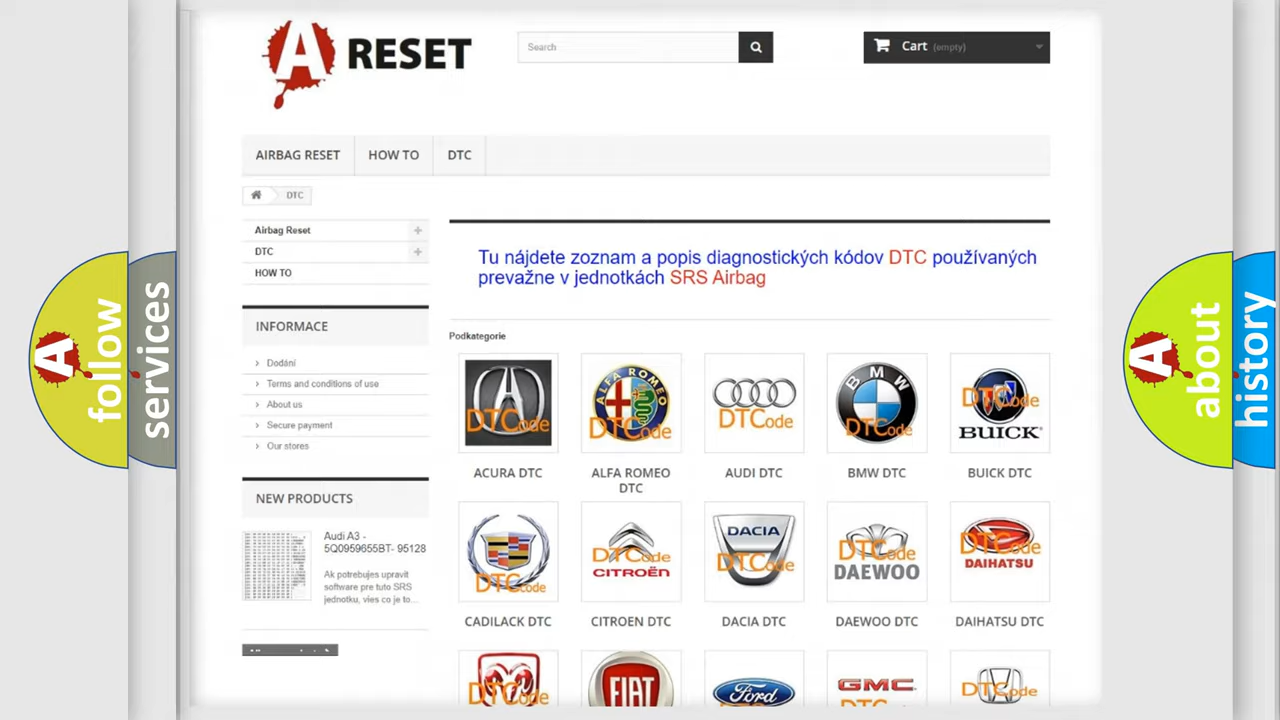 A RESET
Search
Cart (empty)
AIRBAG RESET
HOW TO
DTC
DTC
Airbag Reset
DTC
HOW TO
INFORMACE
Dodání
Terms and conditions of use
About us
Secure payment
Our stores
NEW PRODUCTS
Audi A3 -
5Q0959655BT- 95128
Ak potrebujes upravit
software pre tuto SRS
jednotku, vies co je to...
Tu nájdete zoznam a popis diagnostických kódov DTC používaných
prevažne v jednotkách SRS Airbag
Podkategorie
DTCode
ALFA ROMEO
DTCode
DTCode
BMW
DTCode
DTCode
BUICK
ACURA DTC
ALFA ROMEO
DTC
AUDI DTC
BMW DTC
BUICK DTC
DTCode
DTCode
CITROËN
DACIA
DTCode
DTCode
DAEWOO
DTCode
DAIHATSU
CADILACK DTC
CITROEN DTC
DACIA DTC
DAEWOO DTC
DAIHATSU DTC
DTCode
FIAT
Ford
GMC
DTCode
A follow
services
A about
history